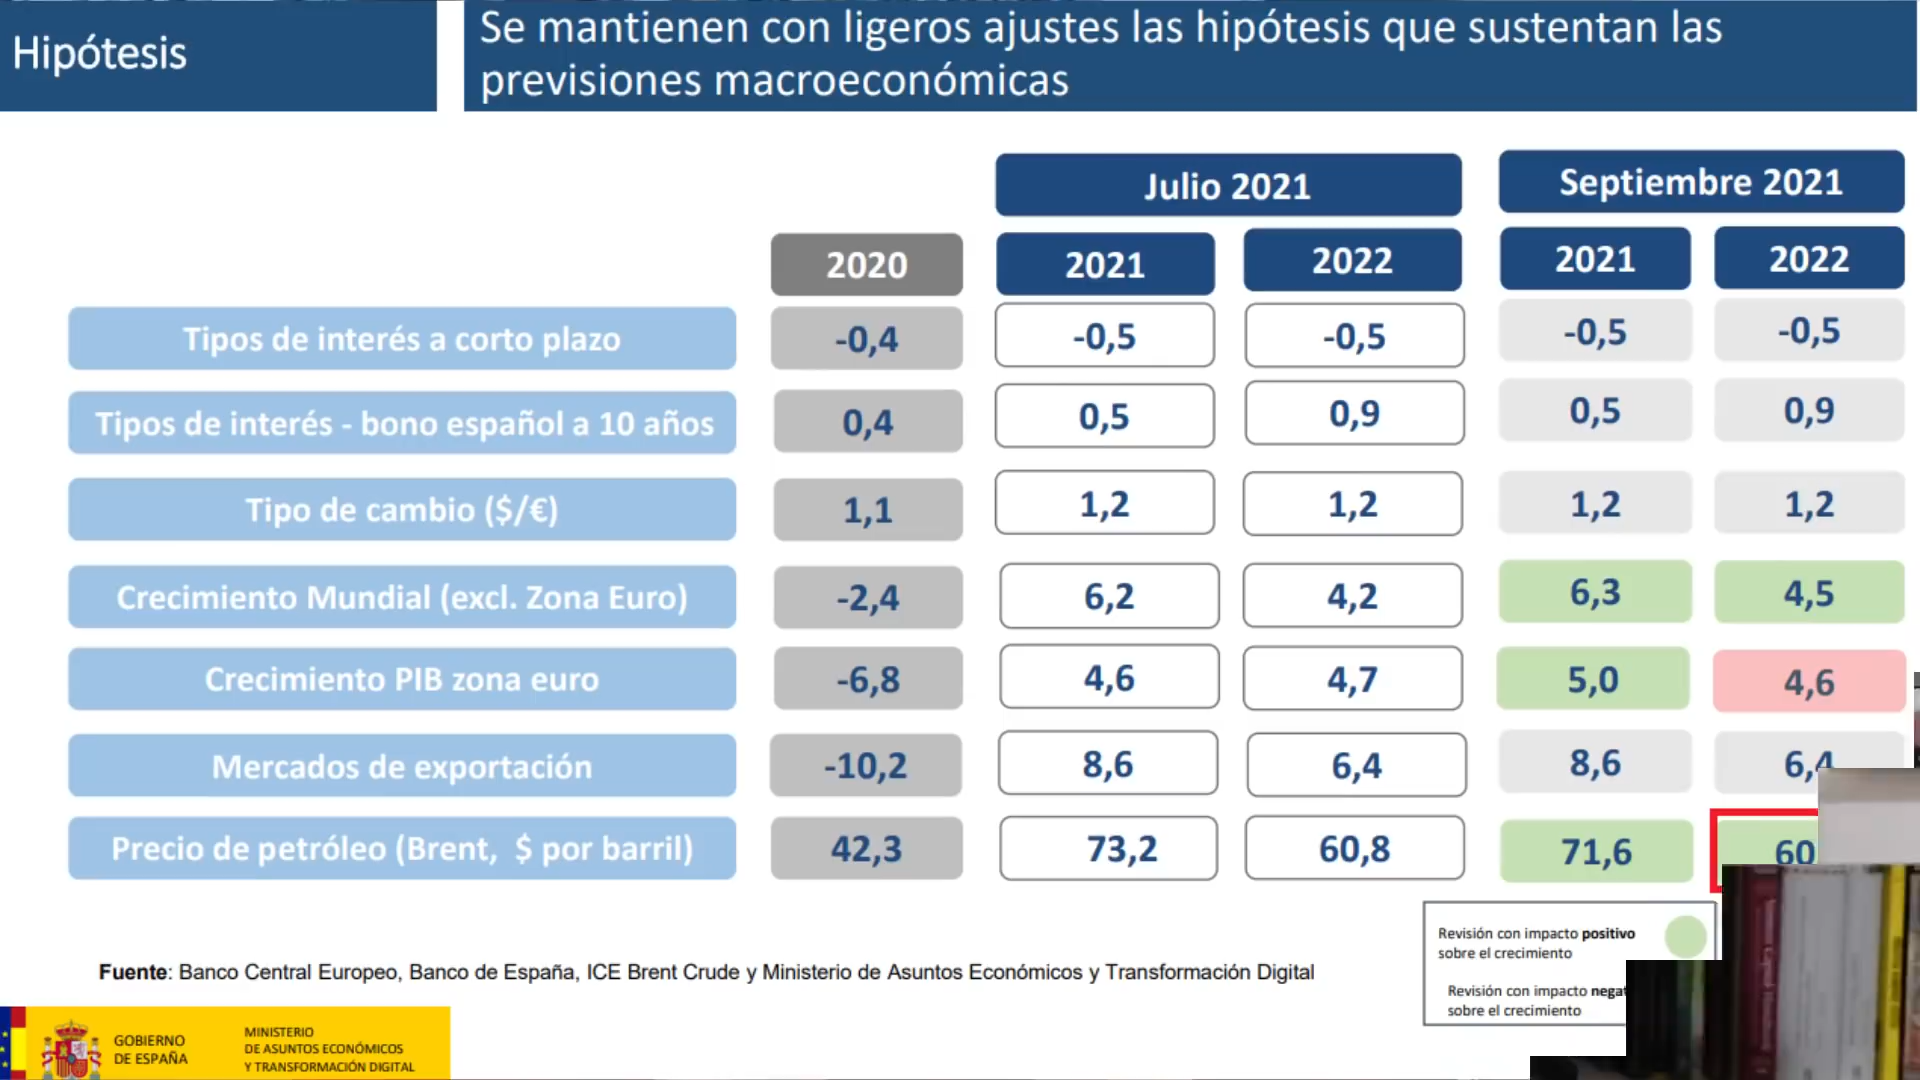 Hipótesis
Se mantienen con ligeros ajustes las hipótesis que sustentan las
previsiones macroeconómicas
Julio 2021
Septiembre 2021
2020
2021
2022
2021
2022
Tipos de interés a corto plazo
-0,4
-0,5
-0,5
-0,5
-0,5
Tipos de interés - bono español a 10 años
0,4
0,5
0,9
0,5
0,9
Tipo de cambio ($/€)
1,1
1,2
1,2
1,2
1,2
Crecimiento Mundial (excl. Zona Euro)
-2,4
6,2
4,2
6,3
4,5
Crecimiento PIB zona euro
-6,8
4,6
4,7
5,0
4,6
Mercados de exportación
-10,2
8,6
6,4
8,6
6,4
Precio de petróleo (Brent, $ por barril)
42,3
73,2
60,8
71,6
60
Revisión con impacto positivo
sobre el crecimiento
Revisión con impacto
sobre el crecimiento
Fuente: Banco Central Europeo, Banco de España, ICE Brent Crude y Ministerio de Asuntos Económicos y Transformación Digital
GOBIERNO
DE ESPAÑA
MINISTERIO
DE ASUNTOS ECONÓMICOS
Y TRANSFORMACIÓN DIGITAL